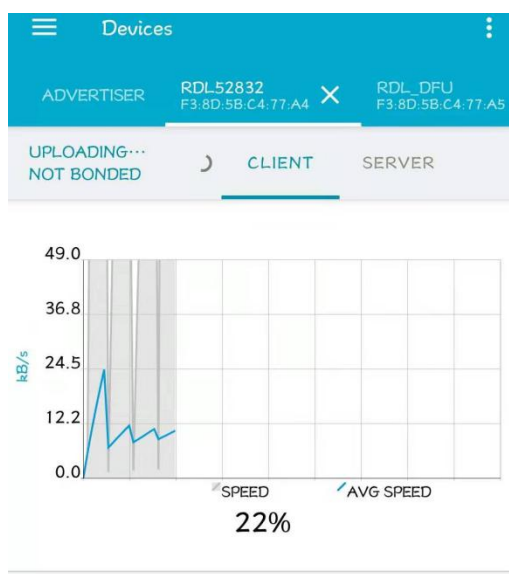 Devices
ADVERTISER
RDL52832
F3:8D:5B:C4:77:A4
RDL_DFU
F3:8D:5B:C4:77:A5
UPLOADING···
NOT BONDED
CLIENT
SERVER
49.0
36.8
24.5
12.2
0.0
kB/s
SPEED
AVG SPEED
22%